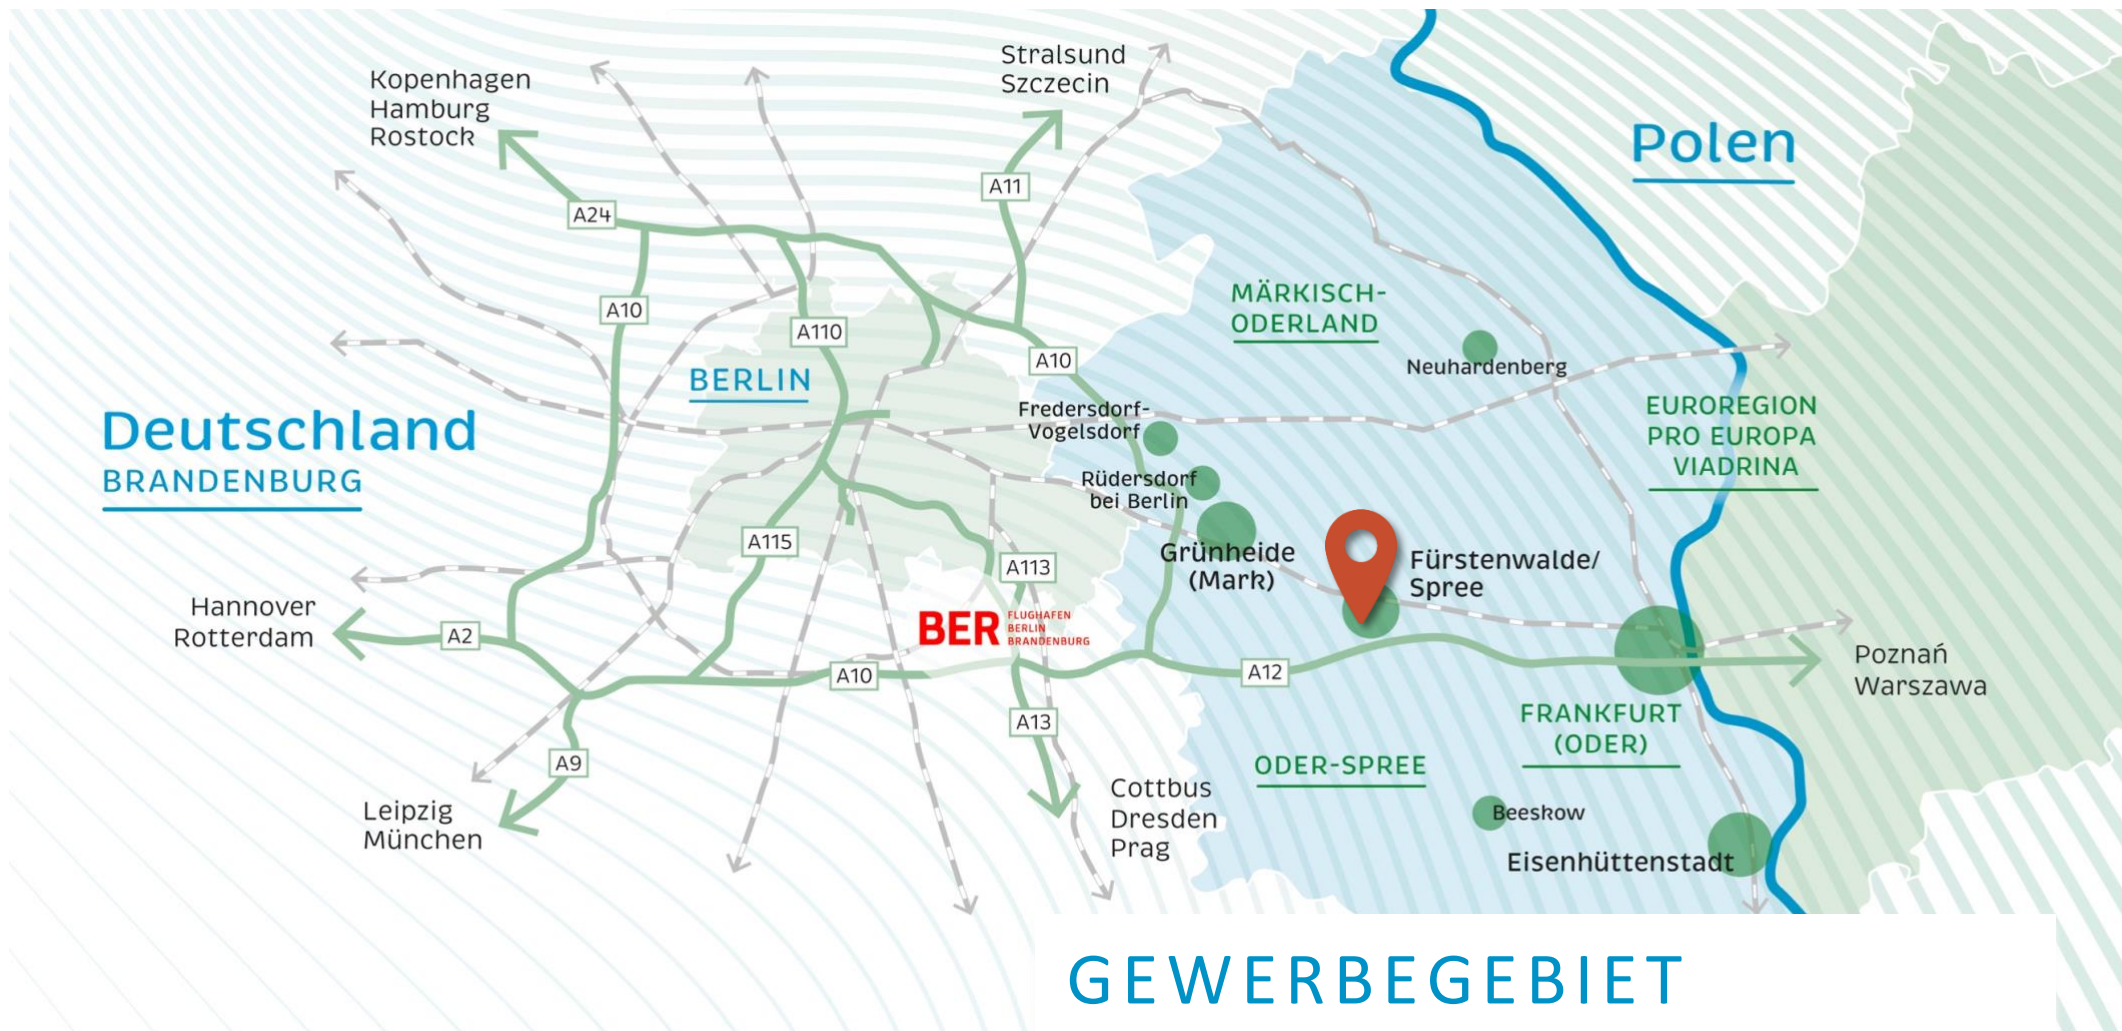 Stralsund
Szczecin
Kopenhagen
Hamburg
Rostock
Polen
A11
A24
MÄRKISCH-
ODERLAND
A10
A110
A10
Neuhardenberg
BERLIN
Deutschland
BRANDENBURG
Fredersdorf-
Vogelsdorf
EUROREGION
PRO EUROPA
VIADRINA
Rüdersdorf
bei Berlin
A115
Grünheide
(Mark)
Fürstenwalde/
Spree
A113
Hannover
Rotterdam
A2
BER
FLUGHAFEN
BERLIN
BRANDENBURG
A10
A12
Poznań
Warszawa
A13
FRANKFURT
(ODER)
A9
ODER-SPREE
Leipzig
München
Cottbus
Dresden
Prag
Beeskow
Eisenhüttenstadt
GEWERBEGEBIET